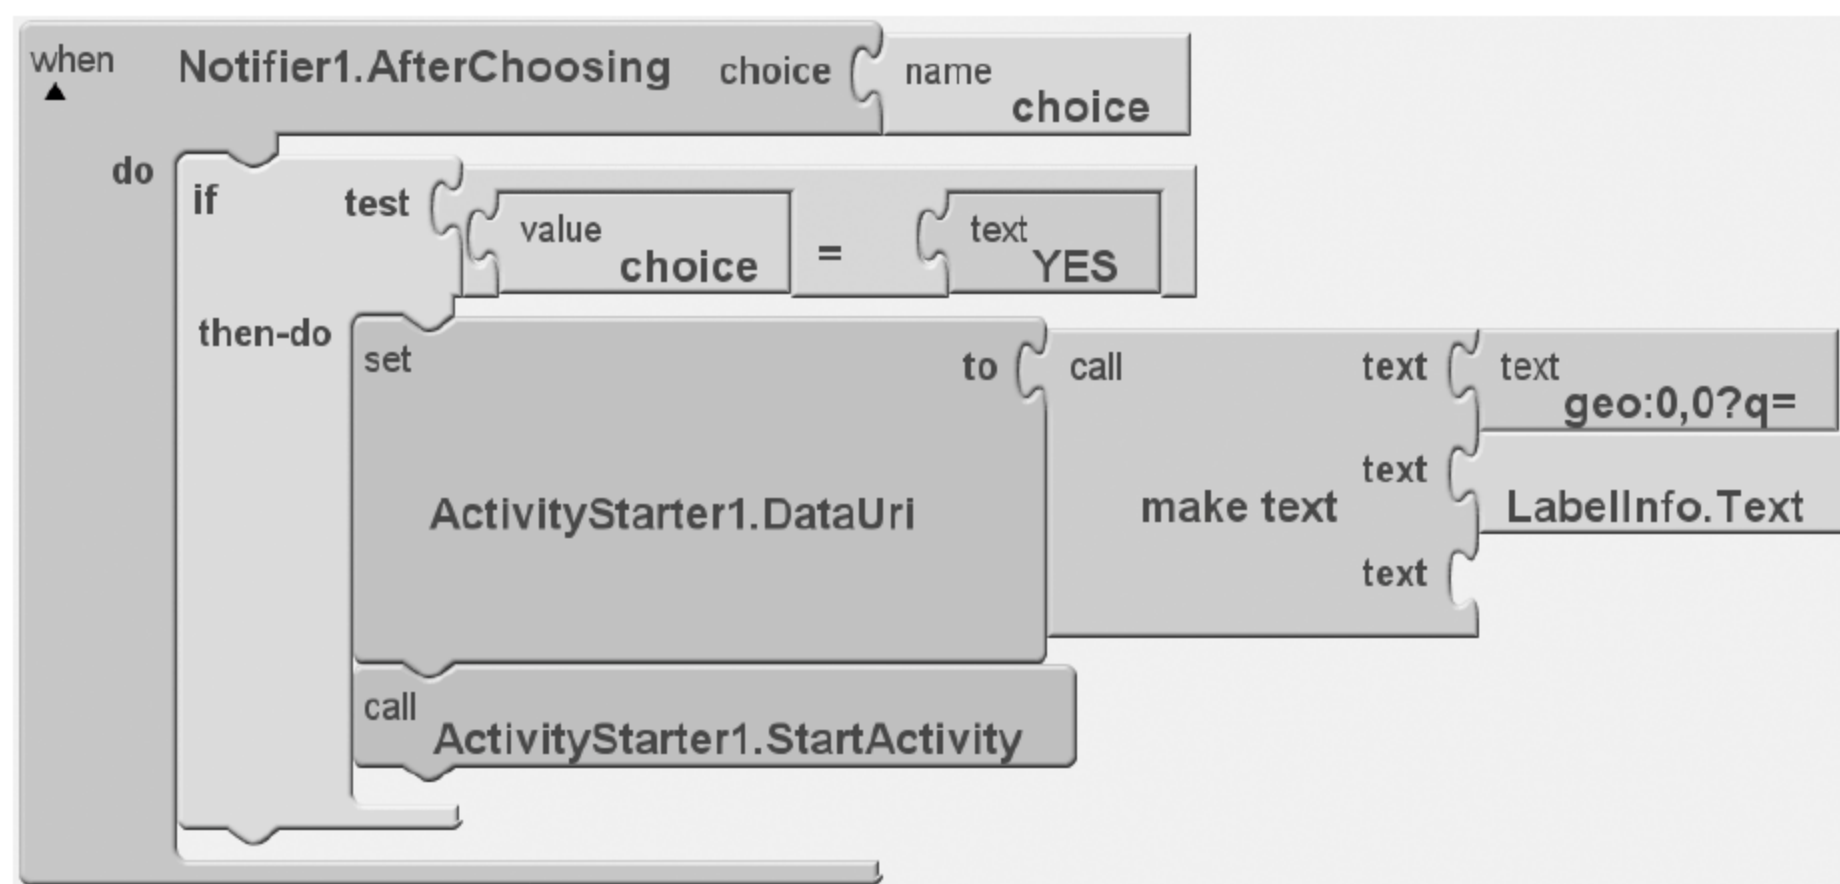 when Notifier1.AfterChoosing choice name
choice
do
if test value text
choice = YES
then-do
set to call text text
geo:0,0?q=
text
ActivityStarter1.DataUri make text LabelInfo.Text
text
call
ActivityStarter1.StartActivity